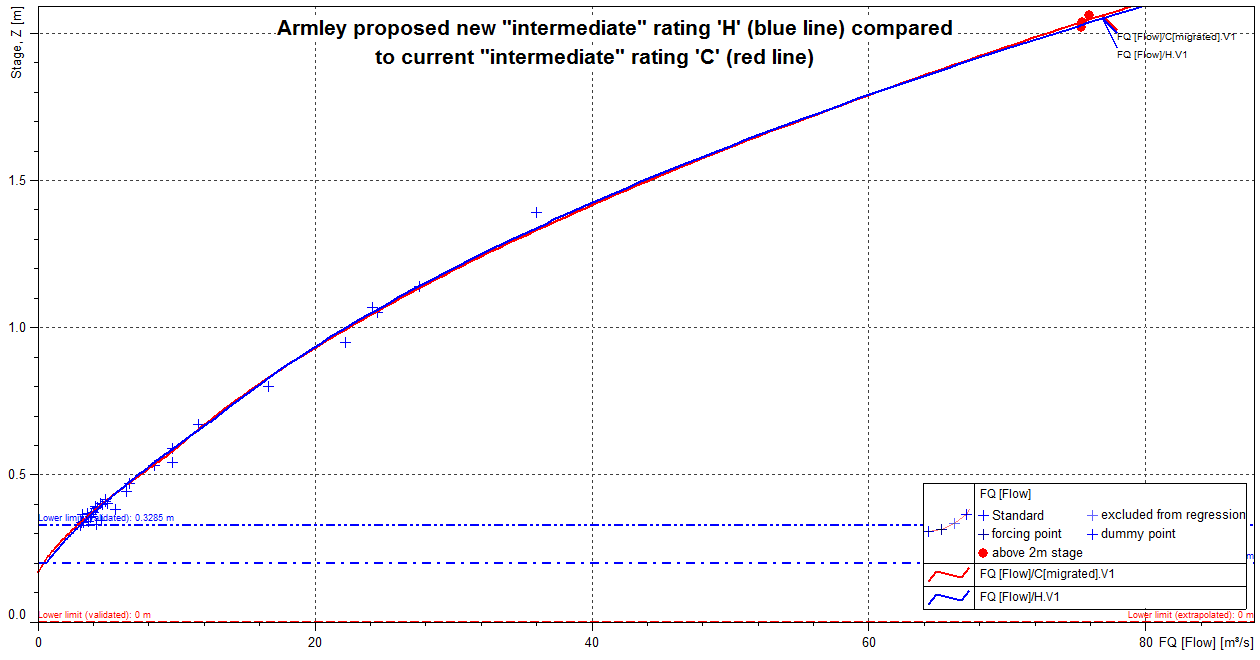 Armley proposed new "intermediate" rating 'H' (blue line) compared
to current "intermediate" rating 'C' (red line)
Stage, Z [m]
FQ [Flow]/C[migrated].V1
FQ [Flow]/H.V1
1.5
1.0
0.5
0.0
Lower limit (validated): 0.3285 m
m
Lower limit (validated): 0 m
Lower limit (extrapolated): 0 m
FQ [Flow]
Standard
excluded from regression
forcing point
dummy point
above 2m stage
FQ [Flow]/C[migrated].V1
FQ [Flow]/H.V1
0
20
40
60
80
FQ [Flow] [m³/s]